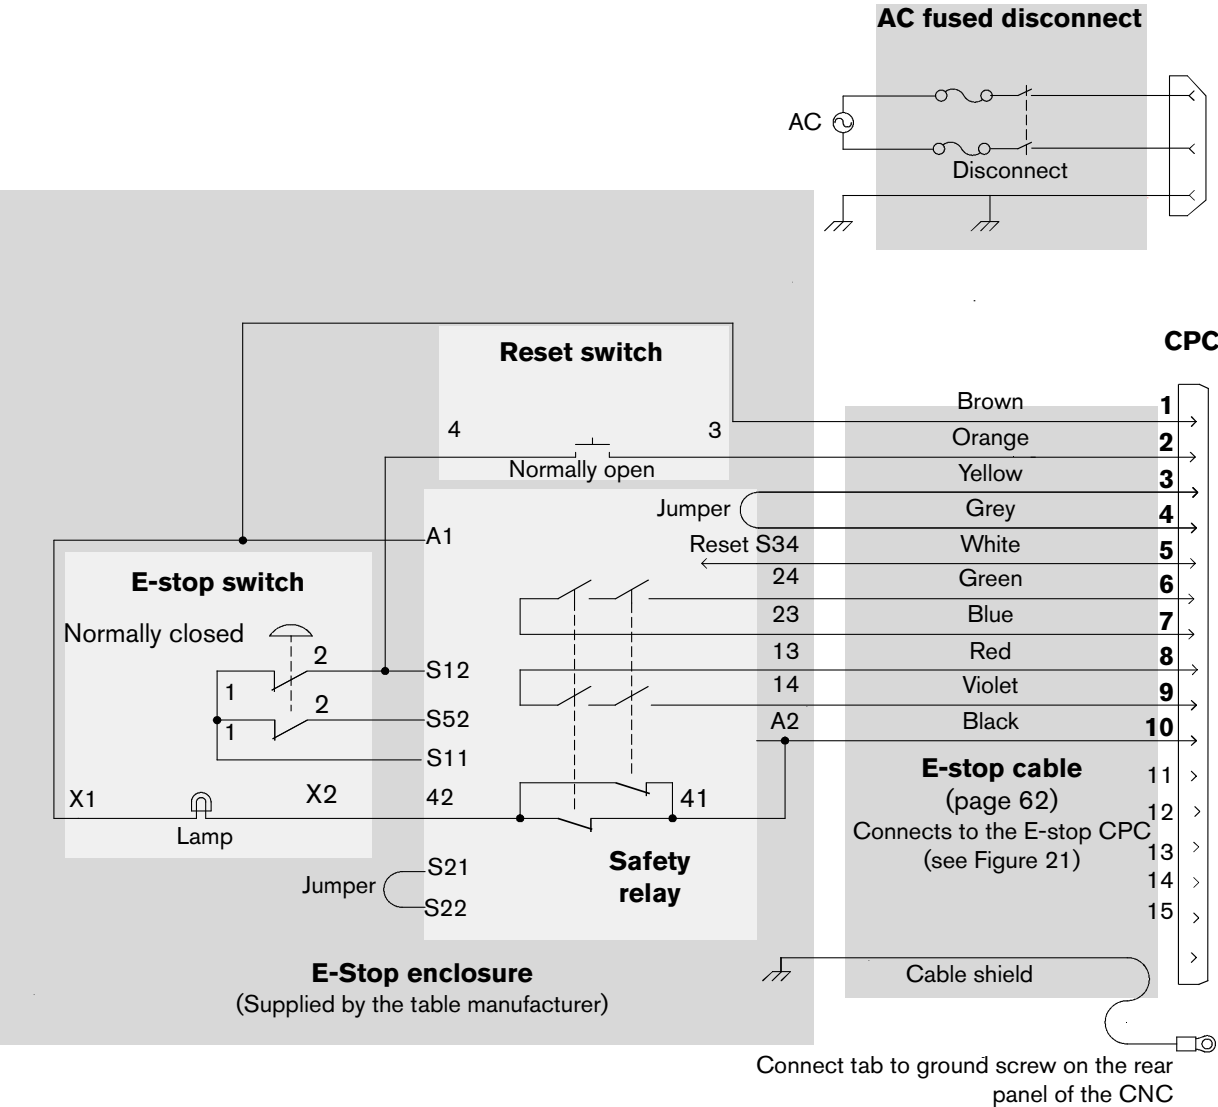 AC fused disconnect
AC
Disconnect
CPC
Reset switch
4
3
Normally open
Brown
1
Orange
2
Yellow
3
Jumper
Grey
4
A1
Reset S34
White
5
E-stop switch
24
Green
6
Normally closed
23
Blue
7
2
S12
13
Red
8
1
14
Violet
9
2
S52
A2
Black
10
1
S11
E-stop cable
11
X1
X2
42
41
(page 62)
12
Lamp
Connects to the E-stop CPC
(see Figure 21)
13
Safety
relay
S21
14
Jumper
S22
15
E-Stop enclosure
(Supplied by the table manufacturer)
Cable shield
Connect tab to ground screw on the rear
panel of the CNC